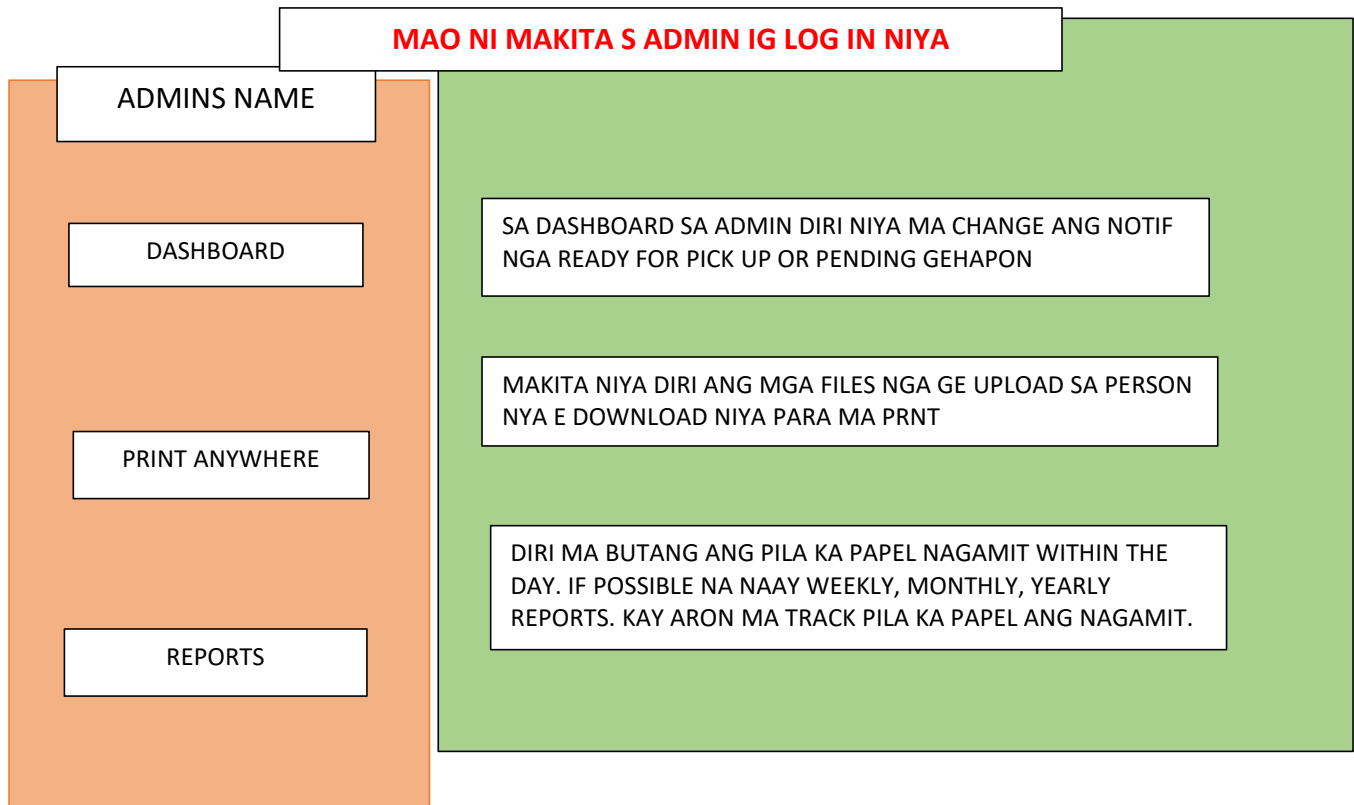 MAO NI MAKITA S ADMIN IG LOG IN NIYA
ADMINS NAME
DASHBOARD
SA DASHBOARD SA ADMIN DIRI NIYA MA CHANGE ANG NOTIF
NGA READY FOR PICK UP OR PENDING GEHAPON
PRINT ANYWHERE
MAKITA NIYA DIRI ANG MGA FILES NGA GE UPLOAD SA PERSON
NYA E DOWNLOAD NIYA PARA MA PRNT
REPORTS
DIRI MA BUTANG ANG PILA KA PAPEL NAGAMIT WITHIN THE
DAY. IF POSSIBLE NA NAAY WEEKLY, MONTHLY, YEARLY
REPORTS. KAY ARON MA TRACK PILA KA PAPEL ANG NAGAMIT.